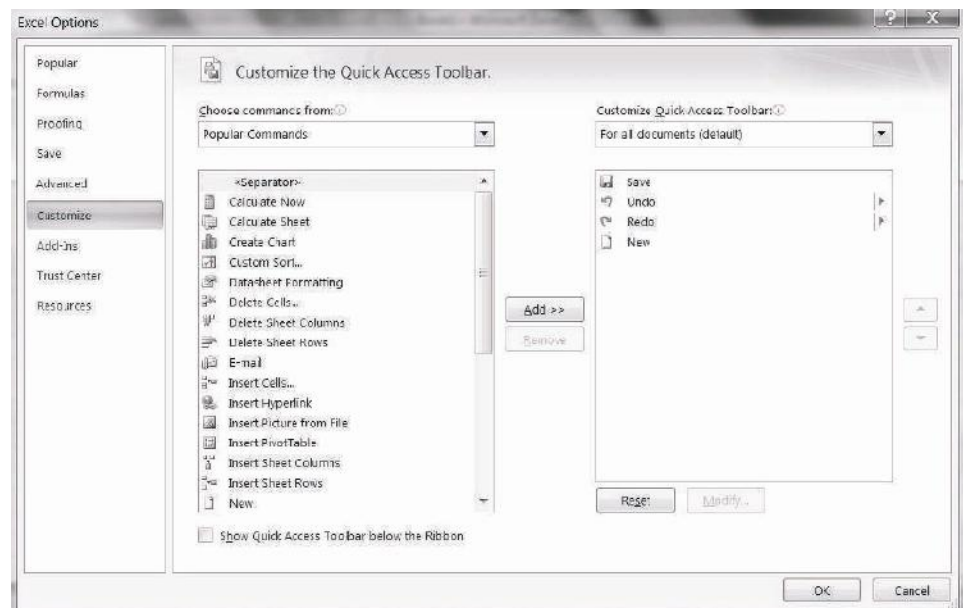 Excel Options
? X
Popular
Formulas
Proofing
Save
Advanced
Customize
Add-Ins
Trust Center
Resources
Customize the Quick Access Toolbar.
Choose commands from:
Popular Commands
<Separator>
Calculate Now
Calculate Sheet
Create Chart
Custom Sort...
Datasheet Formatting
Delete Cells...
Delete Sheet Columns
Delete Sheet Rows
E-mail
Insert Cells...
Insert Hyperlink
Insert Picture from File
Insert PivotTable
Insert Sheet Columns
Insert Sheet Rows
New
Show Quick Access Toolbar below the Ribbon
Add >>
Remove
Customize Quick Access Toolbar:
For all documents (default)
Save
Undo
Redo
New
Reset
Modify...
OK
Cancel